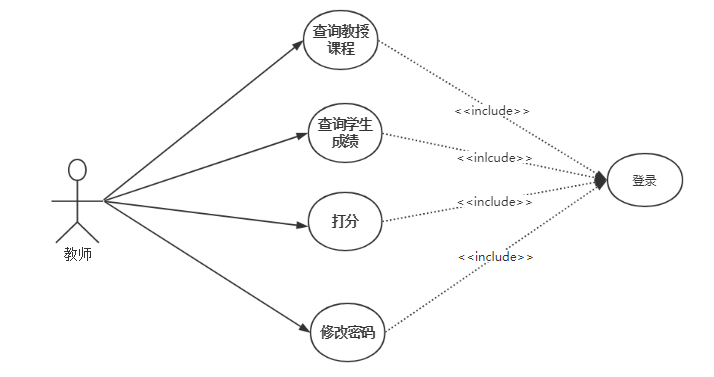 查询教授
课程
<<include>>
查询学生
成绩
<<inlcude>>
登录
<<include>>
打分
教师
<<include>>
修改密码